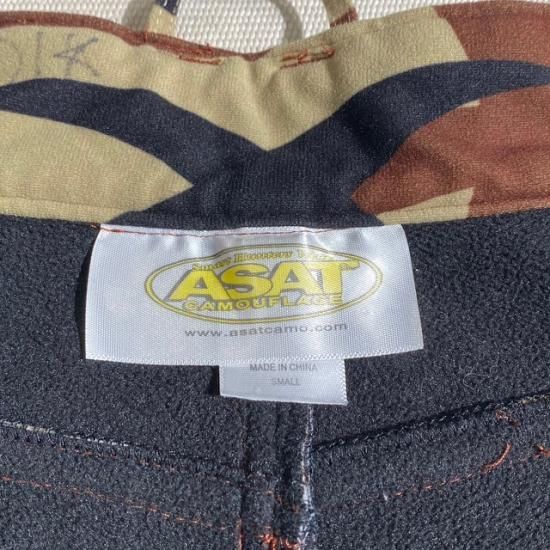 Smart Hunters Wear
ASAT
CAMOUFLAGE
www.asatcamo.com
MADE IN CHINA
SMALL